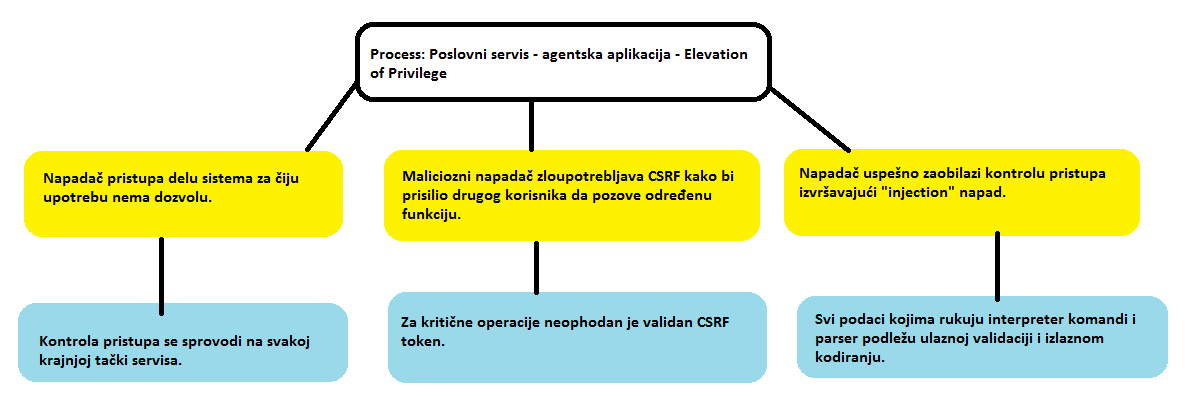 Process: Poslovni servis - agentska aplikacija - Elevation
of Privilege
Napadač pristupa delu sistema za čiju
upotrebu nema dozvolu.
Maliciozni napadač zloupotrebljava CSRF kako bi
prisilio drugog korisnika da pozove određenu
funkciju.
Napadač uspešno zaobilazi kontrolu pristupa
izvršavajući "injection" napad.
Kontrola pristupa se sprovodi na svakoj
krajnjoj tački servisa.
Za kritične operacije neophodan je validan CSRF
token.
Svi podaci kojima rukuju interpreter komandi i
parser podležu ulaznoj validaciji i izlaznom
kodiranju.